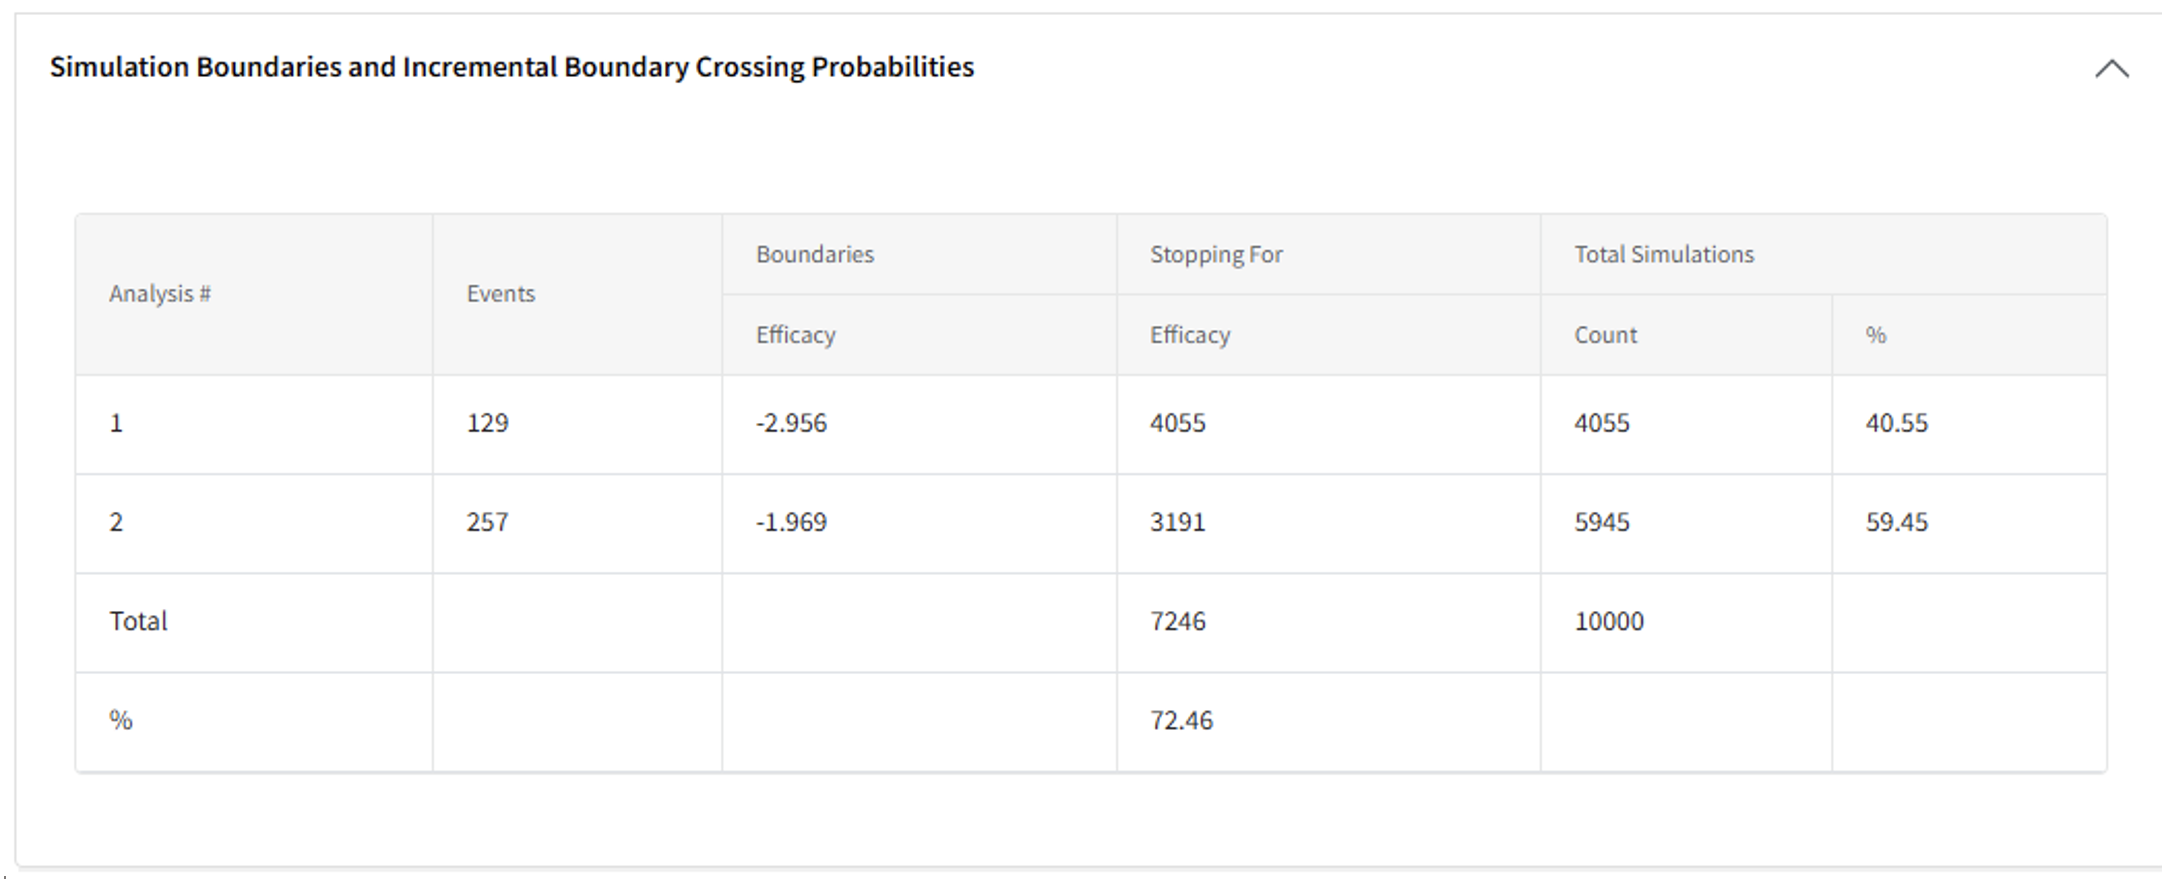 Simulation Boundaries and Incremental Boundary Crossing Probabilities
Analysis # Events Boundaries Stopping For Total Simulations
Efficacy Efficacy Count %
1 129 -2.956 4055 4055 40.55
2 257 -1.969 3191 5945 59.45
Total 7246 10000
% 72.46